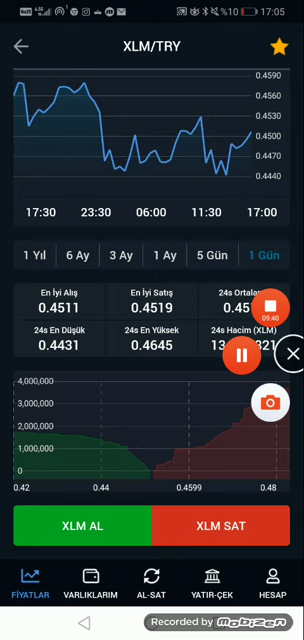 %10 17:05
XLM/TRY
0.4590
0.4560
0.4530
0.4500
0.4470
0.4440
17:30 23:30 06:00 11:30 17:00
1 Yıl 6 Ay 3 Ay 1 Ay 5 Gün 1 Gün
En İyi Alış En İyi Satış 24s Ortala
0.4511 0.4519 0.45
09:40
24s En Düşük 24s En Yüksek 24s Hacim (XLM)
0.4431 0.4645 13 321
4,000,000
3,000,000
2,000,000
1,000,000
0
0.42 0.44 0.4599 0.48
XLM AL XLM SAT
FİYATLAR VARLIKLARIM AL-SAT YATIR-ÇEK HESAP
Recorded by mobizen